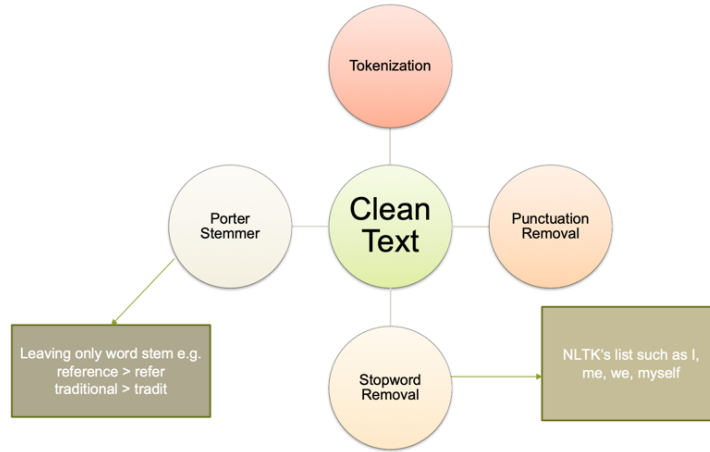 Tokenization
Porter
Stemmer
Clean
Text
Punctuation
Removal
Leaving only word stem e.g.
reference > refer
traditional > tradit
Stopword
Removal
NLTK's list such as I,
me, we, myself